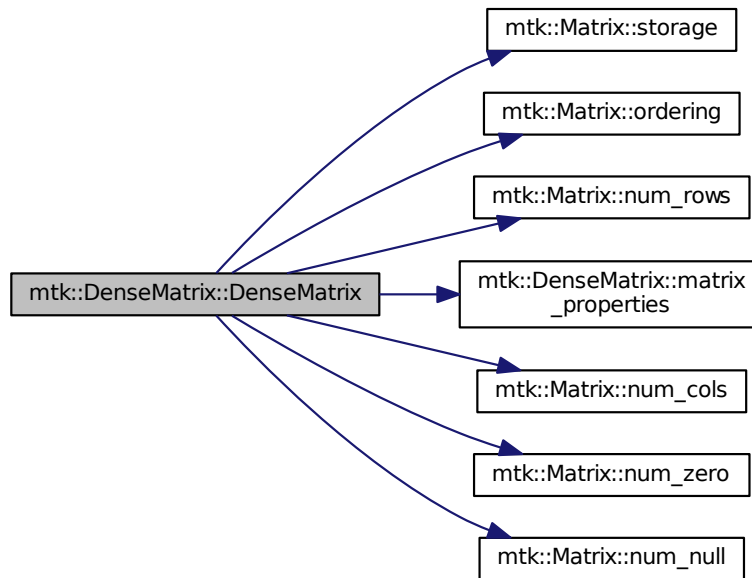 mtk::Matrix::storage
mtk::Matrix::ordering
mtk::Matrix::num_rows
mtk::DenseMatrix::DenseMatrix
mtk::DenseMatrix::matrix
_properties
mtk::Matrix::num_cols
mtk::Matrix::num_zero
mtk::Matrix::num_null